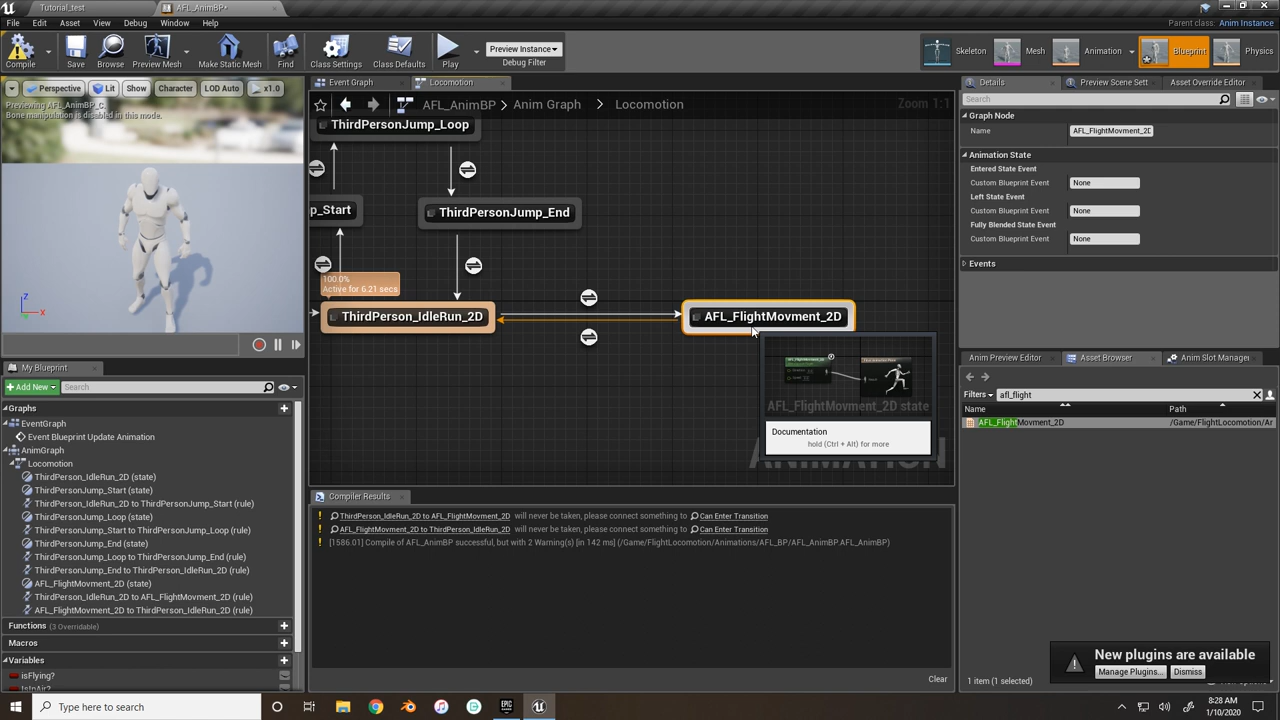 Tutorial_test
AFL_AnimBP*
File Edit Asset View Debug Window Help
Parent class: Anim Instance
Compile Save Browse Preview Mesh Make Static Mesh Find Class Settings Class Defaults Play
Preview Instance
Debug Filter
Skeleton Mesh Animation Blueprint Physics
Perspective Lit Show Character LOD Auto x1.0
Previewing AFL_AnimBP_C.
Bone manipulation is disabled in this mode.
Z
X
Event Graph
Locomotion
AFL_AnimBP > Anim Graph > Locomotion
Zoom 1:1
ThirdPersonJump_Loop
p_Start
ThirdPersonJump_End
100.0%
Active for 6.21 secs
ThirdPerson_IdleRun_2D
AFL_FlightMovment_2D
AFL_FlightMovment_2D state
Documentation
hold (Ctrl + Alt) for more
ANIMATION
My Blueprint
Add New
Search
Graphs
EventGraph
Event Blueprint Update Animation
AnimGraph
Locomotion
ThirdPerson_IdleRun_2D (state)
ThirdPersonJump_Start (state)
ThirdPerson_IdleRun_2D to ThirdPersonJump_Start (rule)
ThirdPersonJump_Loop (state)
ThirdPersonJump_Start to ThirdPersonJump_Loop (rule)
ThirdPersonJump_End (state)
ThirdPersonJump_Loop to ThirdPersonJump_End (rule)
ThirdPersonJump_End to ThirdPerson_IdleRun_2D (rule)
AFL_FlightMovment_2D (state)
ThirdPerson_IdleRun_2D to AFL_FlightMovment_2D (rule)
AFL_FlightMovment_2D to ThirdPerson_IdleRun_2D (rule)
Functions (3 Overridable)
Macros
Variables
isFlying?
IsInAir?
Compiler Results
ThirdPerson_IdleRun_2D to AFL_FlightMovment_2D will never be taken, please connect something to Can Enter Transition
AFL_FlightMovment_2D to ThirdPerson_IdleRun_2D will never be taken, please connect something to Can Enter Transition
[1586.01] Compile of AFL_AnimBP successful, but with 2 Warning(s) [in 142 ms] (/Game/FlightLocomotion/Animations/AFL_BP/AFL_AnimBP.AFL_AnimBP)
Clear
Details
Preview Scene Sett
Asset Override Editor
Search
Graph Node
Name AFL_FlightMovment_2D
Animation State
Entered State Event
Custom Blueprint Event None
Left State Event
Custom Blueprint Event None
Fully Blended State Event
Custom Blueprint Event None
Events
Anim Preview Editor
Asset Browser
Anim Slot Manager
Filters
afl_flight
Name
Path
AFL_FlightMovment_2D
/Game/FlightLocomotion/Ar
New plugins are available
Manage Plugins... Dismiss
1 item (1 selected)
Type here to search
8:28 AM
1/10/2020